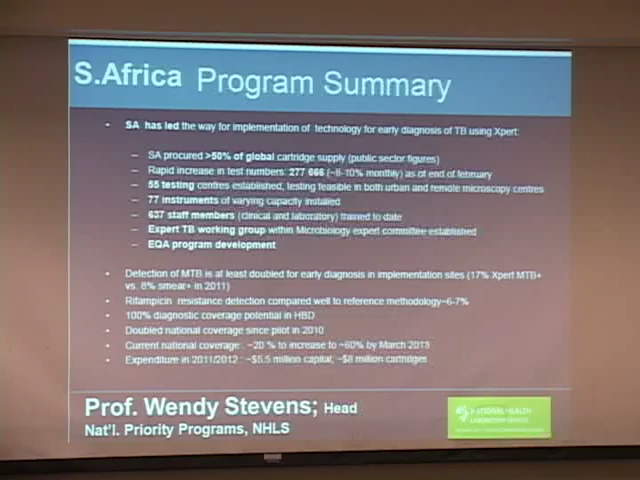 S.Africa Program Summary
• SA has led the way for implementation of technology for early diagnosis of TB using Xpert:
– SA procured >50% of global cartridge supply (public sector figures)
– Rapid increase in test numbers: 277 666 (~8-10% monthly) as of end of february
– 55 testing centres established, testing feasible in both urban and remote microscopy centres
– 77 instruments of varying capacity installed
– 637 staff members (clinical and laboratory) trained to date
– Expert TB working group within Microbiology expert committee established
– EQA program development
• Detection of MTB is at least doubled for early diagnosis in implementation sites (17% Xpert MTB+
vs. 8% smear+ in 2011)
• Rifampicin resistance detection compared well to reference methodology~6-7%
• 100% diagnostic coverage potential in HBD
• Doubled national coverage since pilot in 2010
• Current national coverage: ~20 % to increase to ~60% by March 2013
• Expenditure in 2011/2012 : ~$5.5 million capital; ~$8 million cartridges
Prof. Wendy Stevens; Head
Nat'l. Priority Programs, NHLS
NATIONAL HEALTH
LABORATORY SERVICE